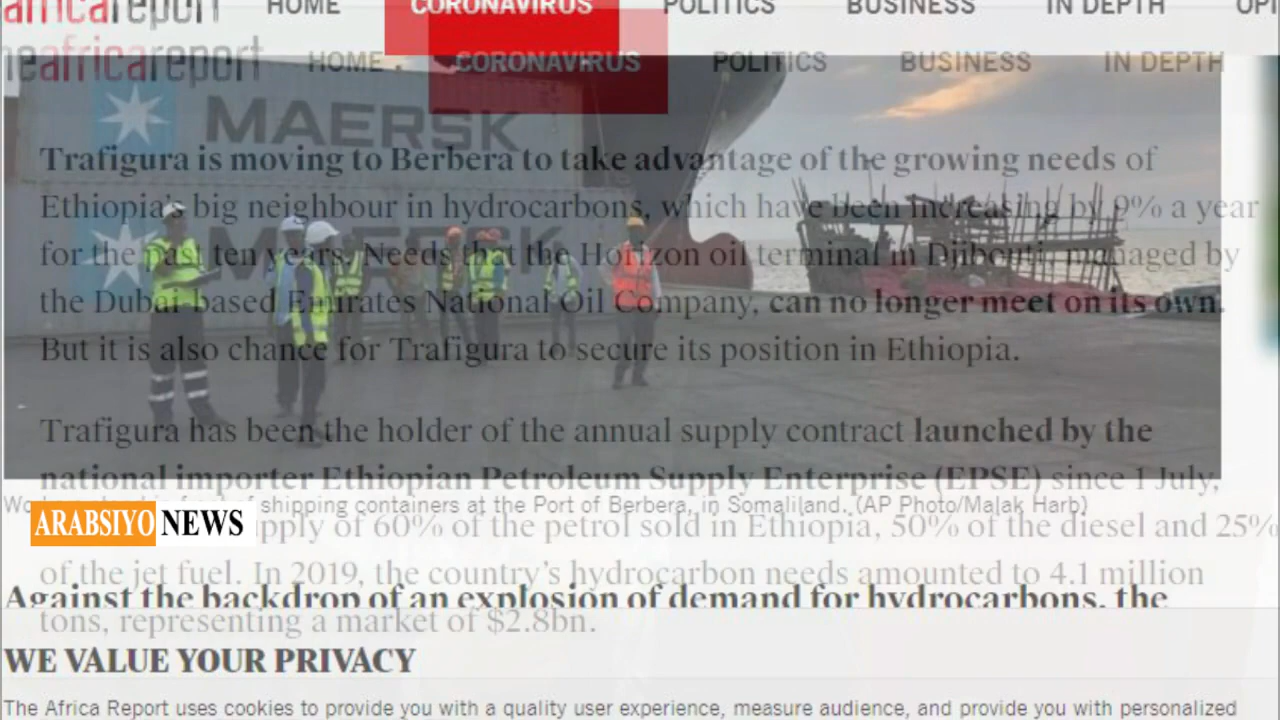 africareport HOME CORONAVIRUS POLITICS BUSINESS IN DEPTH OPI
neafricareport HOME CORONAVIRUS POLITICS BUSINESS IN DEPTH
MAERSK
Trafigura is moving to Berbera to take advantage of the growing needs of
Ethiopia's big neighbour in hydrocarbons, which have been increasing by 9% a year
for the past ten years. Needs that the Horizon oil terminal in Djibouti, managed by
MAERSK
the Dubai-based Emirates National Oil Company, can no longer meet on its own.
But it is also chance for Trafigura to secure its position in Ethiopia.
Trafigura has been the holder of the annual supply contract launched by the
national importer Ethiopian Petroleum Supply Enterprise (EPSE) since 1 July,
shipping containers at the Port of Berbera, in Somaliland. (AP Photo/Malak Harb)
ARABSIYO NEWS
pply of 60% of the petrol sold in Ethiopia, 50% of the diesel and 25%
of the jet fuel. In 2019, the country's hydrocarbon needs amounted to 4.1 million
Against the backdrop of an explosion of demand for hydrocarbons, the
tons, representing a market of $2.8bn.
WE VALUE YOUR PRIVACY
The Africa Report uses cookies to provide you with a quality user experience, measure audience, and provide you with personalized